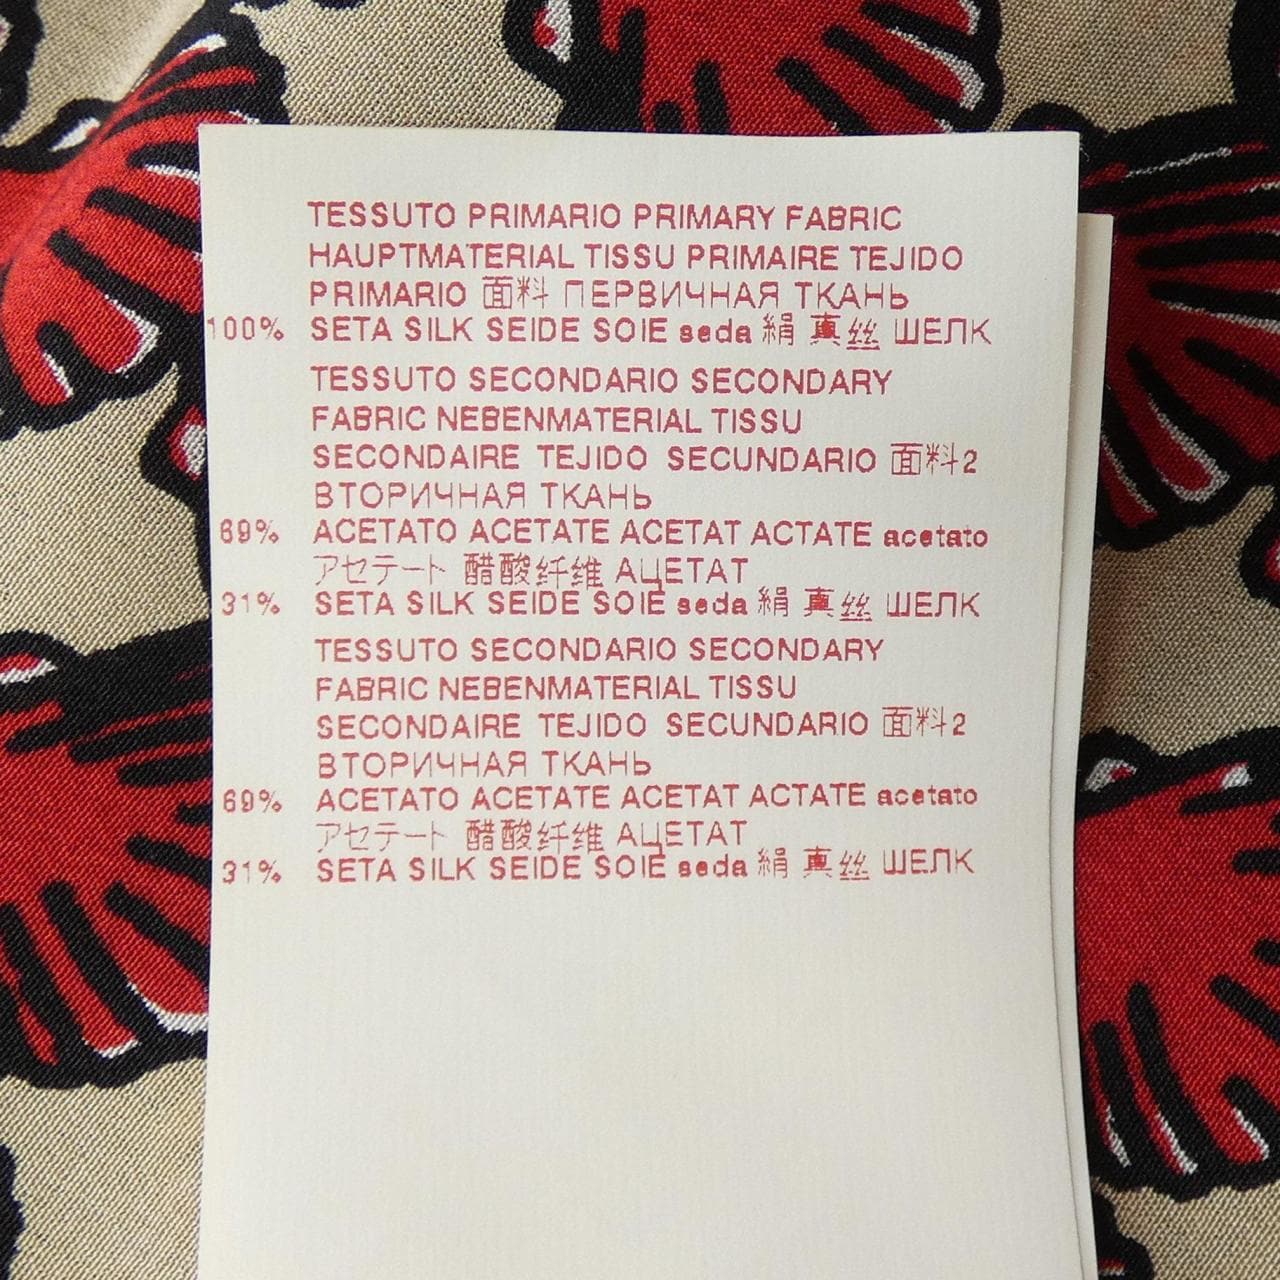 TESSUTO PRIMARIO PRIMARY FABRIC
HAUPTMATERIAL TISSU PRIMAIRE TEJIDO
PRIMARIO 面料 ПЕРВИЧНАЯ ТКАНЬ
100% SETA SILK SEIDE SOIE seda 絹 真丝 ШЕЛК
TESSUTO SECONDARIO SECONDARY
FABRIC NEBENMATERIAL TISSU
SECONDAIRE TEJIDO SECUNDARIO 面料2
ВТОРИЧНАЯ ТКАНЬ
69% ACETATO ACETATE ACETAT ACTATE acetato
アセテート 醋酸纤维 АЦЕТАТ
31% SETA SILK SEIDE SOIE seda 絹 真丝 ШЕЛК
TESSUTO SECONDARIO SECONDARY
FABRIC NEBENMATERIAL TISSU
SECONDAIRE TEJIDO SECUNDARIO 面料2
ВТОРИЧНАЯ ТКАНЬ
69% ACETATO ACETATE ACETAT ACTATE acetato
アセテート 醋酸纤维 АЦЕТАТ
31% SETA SILK SEIDE SOIE seda 絹 真丝 ШЕЛК